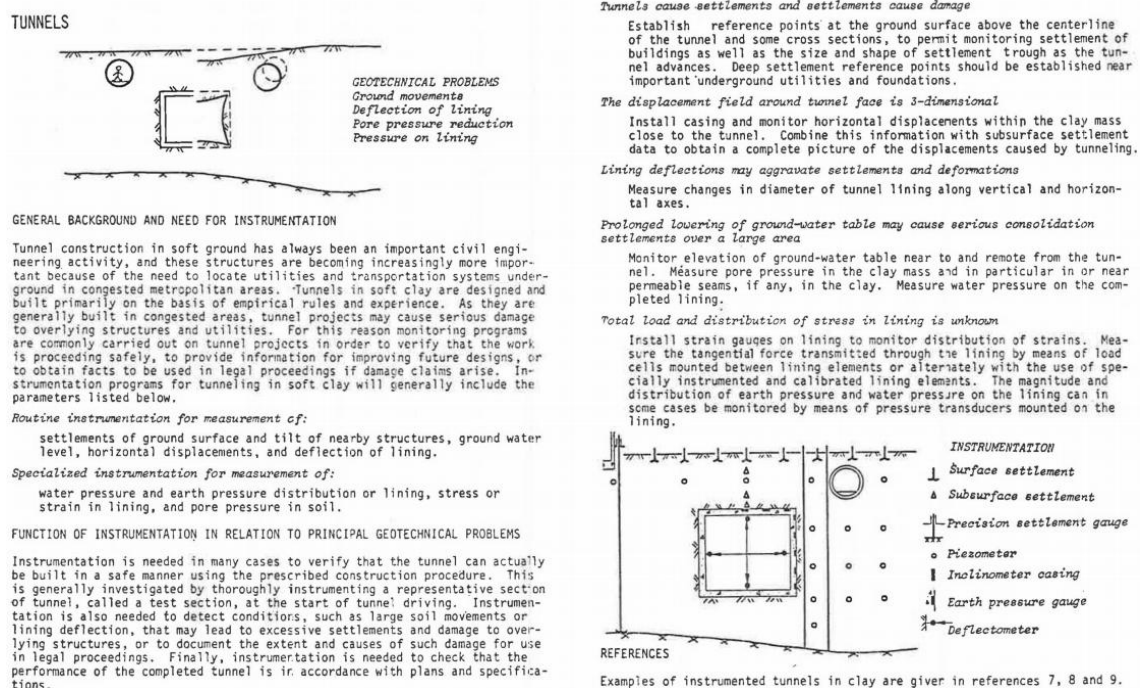 TUNNELS
GEOTECHNICAL PROBLEMS
Ground movements
Deflection of lining
Pore pressure reduction
Pressure on lining
GENERAL BACKGROUND AND NEED FOR INSTRUMENTATION
Tunnel construction in soft ground has always been an important civil engi-
neering activity, and these structures are becoming increasingly more impor-
tant because of the need to locate utilities and transportation systems under-
ground in congested metropolitan areas. Tunnels in soft clay are designed and
built primarily on the basis of empirical rules and experience. As they are
generally built in congested areas, tunnel projects may cause serious damage
to overlying structures and utilities. For this reason monitoring programs
are commonly carried out on tunnel projects in order to verify that the work
is proceeding safely, to provide information for improving future designs, or
to obtain facts to be used in legal proceedings if damage claims arise. In-
strumentation programs for tunneling in soft clay will generally include the
parameters listed below.
Routine instrumentation for measurement of:
settlements of ground surface and tilt of nearby structures, ground water
level, horizontal displacements, and deflection of lining.
Specialized instrumentation for measurement of:
water pressure and earth pressure distribution or lining, stress or
strain in lining, and pore pressure in soil.
FUNCTION OF INSTRUMENTATION IN RELATION TO PRINCIPAL GEOTECHNICAL PROBLEMS
Instrumentation is needed in many cases to verify that the tunnel can actually
be built in a safe manner using the prescribed construction procedure. This
is generally investigated by thoroughly instrumenting a representative section
of tunnel, called a test section, at the start of tunnel driving. Instrumen-
tation is also needed to detect conditions, such as large soil movements or
lining deflection, that may lead to excessive settlements and damage to over-
lying structures, or to document the extent and causes of such damage for use
in legal proceedings. Finally, instrumentation is needed to check that the
performance of the completed tunnel is in accordance with plans and specifica-
tions.
Tunnels cause settlements and settlements cause damage
Establish reference points at the ground surface above the centerline
of the tunnel and some cross sections, to permit monitoring settlement of
buildings as well as the size and shape of settlement trough as the tun-
nel advances. Deep settlement reference points should be established near
important underground utilities and foundations.
The displacement field around tunnel face is 3-dimensional
Install casing and monitor horizontal displacements within the clay mass
close to the tunnel. Combine this information with subsurface settlement
data to obtain a complete picture of the displacements caused by tunneling.
Lining deflections may aggravate settlements and deformations
Measure changes in diameter of tunnel lining along vertical and horizon-
tal axes.
Prolonged lowering of ground-water table may cause serious consolidation
settlements over a large area
Monitor elevation of ground-water table near to and remote from the tun-
nel. Measure pore pressure in the clay mass and in particular in or near
permeable seams, if any, in the clay. Measure water pressure on the com-
pleted lining.
Total load and distribution of stress in lining is unknown
Install strain gauges on lining to monitor distribution of strains. Mea-
sure the tangential force transmitted through the lining by means of load
cells mounted between lining elements or alternately with the use of spe-
cially instrumented and calibrated lining elements. The magnitude and
distribution of earth pressure and water pressure on the lining can in
some cases be monitored by means of pressure transducers mounted on the
lining.
INSTRUMENTATION
Surface settlement
Subsurface settlement
Precision settlement gauge
Piezometer
Inclinometer casing
Earth pressure gauge
Deflectometer
REFERENCES
Examples of instrumented tunnels in clay are given in references 7, 8 and 9.